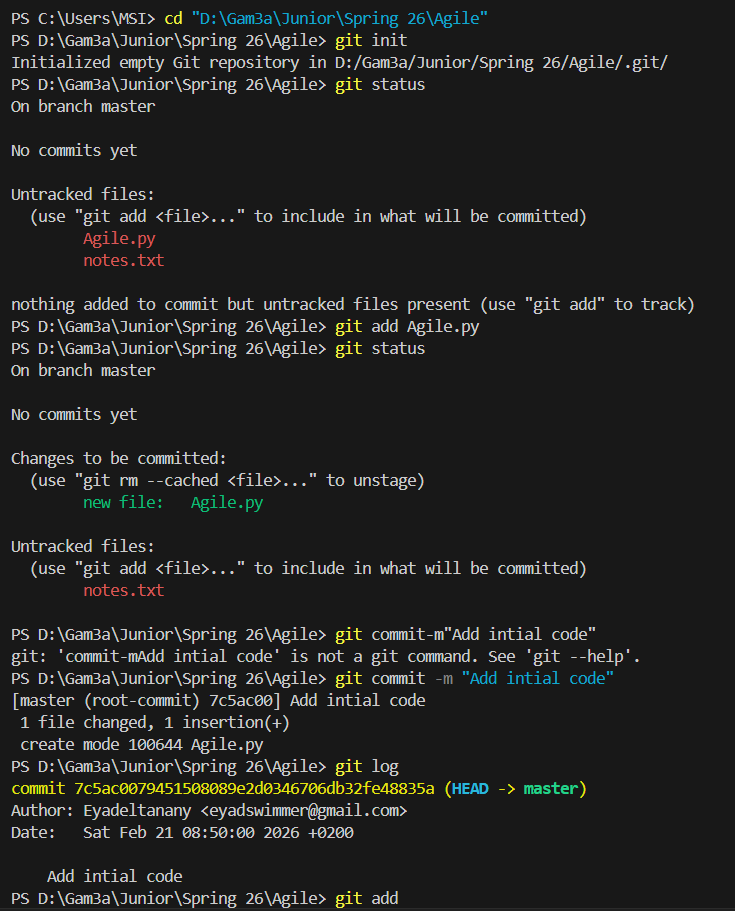 PS C:\Users\MSI> cd "D:\Gam3a\Junior\Spring 26\Agile"
PS D:\Gam3a\Junior\Spring 26\Agile> git init
Initialized empty Git repository in D:/Gam3a/Junior/Spring 26/Agile/.git/
PS D:\Gam3a\Junior\Spring 26\Agile> git status
On branch master

No commits yet

Untracked files:
  (use "git add <file>..." to include in what will be committed)
        Agile.py
        notes.txt

nothing added to commit but untracked files present (use "git add" to track)
PS D:\Gam3a\Junior\Spring 26\Agile> git add Agile.py
PS D:\Gam3a\Junior\Spring 26\Agile> git status
On branch master

No commits yet

Changes to be committed:
  (use "git rm --cached <file>..." to unstage)
        new file:   Agile.py

Untracked files:
  (use "git add <file>..." to include in what will be committed)
        notes.txt

PS D:\Gam3a\Junior\Spring 26\Agile> git commit-m"Add intial code"
git: 'commit-mAdd intial code' is not a git command. See 'git --help'.
PS D:\Gam3a\Junior\Spring 26\Agile> git commit -m "Add intial code"
[master (root-commit) 7c5ac00] Add intial code
 1 file changed, 1 insertion(+)
 create mode 100644 Agile.py
PS D:\Gam3a\Junior\Spring 26\Agile> git log
commit 7c5ac0079451508089e2d0346706db32fe48835a (HEAD -> master)
Author: Eyadeltanany <eyadswimmer@gmail.com>
Date:   Sat Feb 21 08:50:00 2026 +0200

    Add intial code
PS D:\Gam3a\Junior\Spring 26\Agile> git add